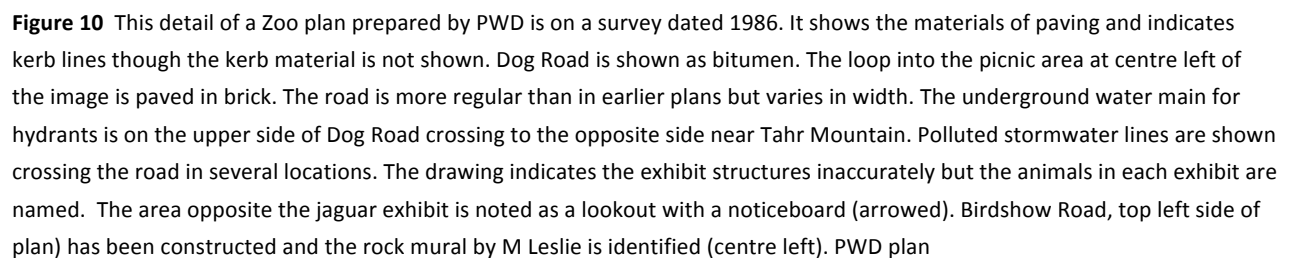 Figure 10  This detail of a Zoo plan prepared by PWD is on a survey dated 1986. It shows the materials of paving and indicates
kerb lines though the kerb material is not shown. Dog Road is shown as bitumen. The loop into the picnic area at centre left of
the image is paved in brick. The road is more regular than in earlier plans but varies in width. The underground water main for
hydrants is on the upper side of Dog Road crossing to the opposite side near Tahr Mountain. Polluted stormwater lines are shown
crossing the road in several locations. The drawing indicates the exhibit structures inaccurately but the animals in each exhibit are
named.  The area opposite the jaguar exhibit is noted as a lookout with a noticeboard (arrowed). Birdshow Road, top left side of
plan) has been constructed and the rock mural by M Leslie is identified (centre left). PWD plan